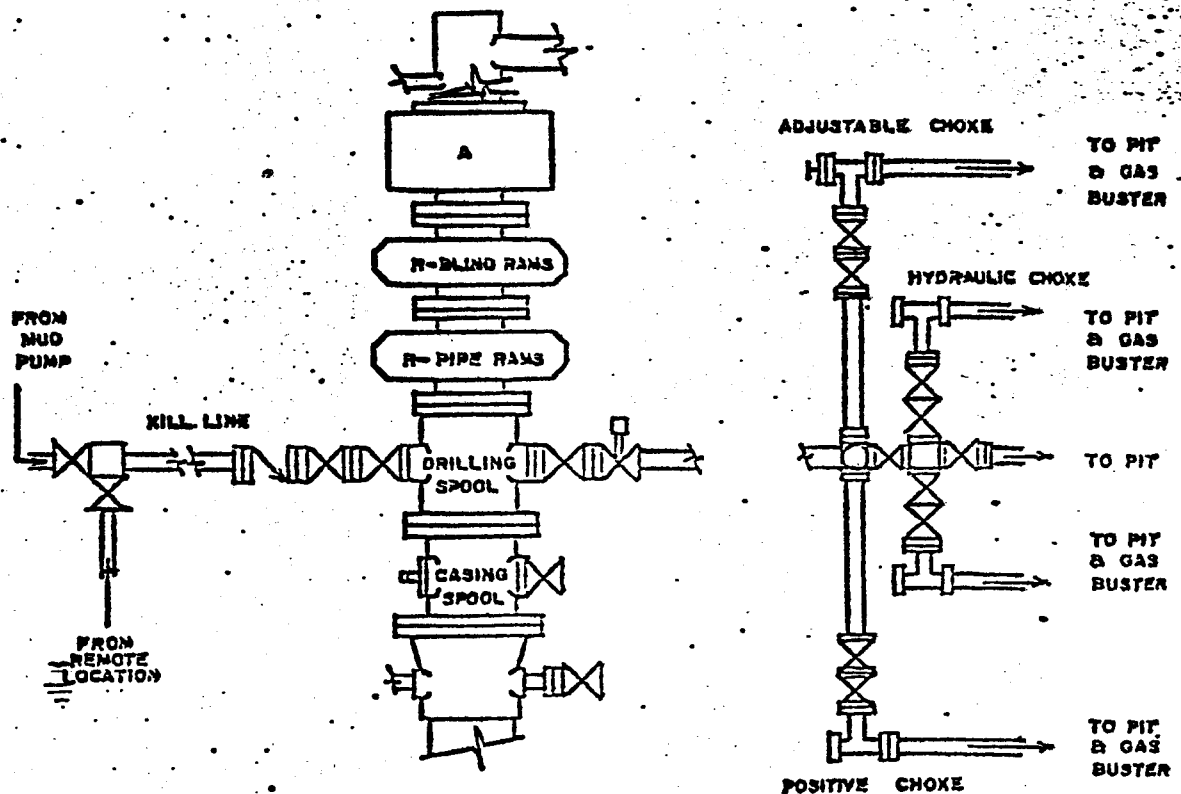 A
R-BLIND RAMS
R-PIPE RAMS
FROM
MUD
PUMP
KILL LINE
DRILLING
SPOOL
CASING
SPOOL
FROM
REMOTE
LOCATION
ADJUSTABLE CHOKE
TO PIT
& GAS
BUSTER
HYDRAULIC CHOKE
TO PIT
& GAS
BUSTER
TO PIT
TO PIT
& GAS
BUSTER
TO PIT
& GAS
BUSTER
POSITIVE CHOKE